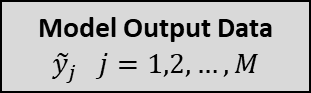 Model Output Data
ỹⱼ j = 1,2, … , M